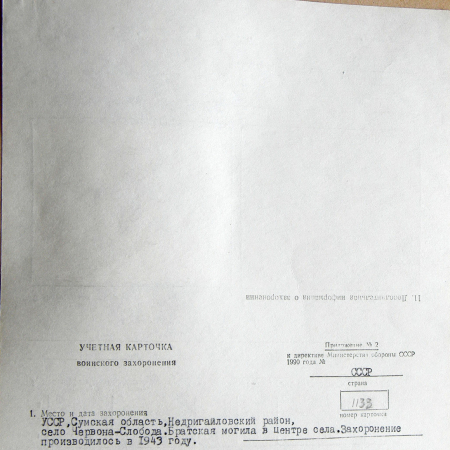 11. Дополнительная информация о захоронении
УЧЕТНАЯ КАРТОЧКА
воинского захоронения
Приложение № 2
к директиве Министерства обороны СССР
1990 года №
СССР
страна
1133
номер карточки
1. Место и дата захоронения
УССР,Сумская область,Недригайловский район,
село Червона-Слобода.Братская могила в центре села.Захоронение
производилось в 1943 году.